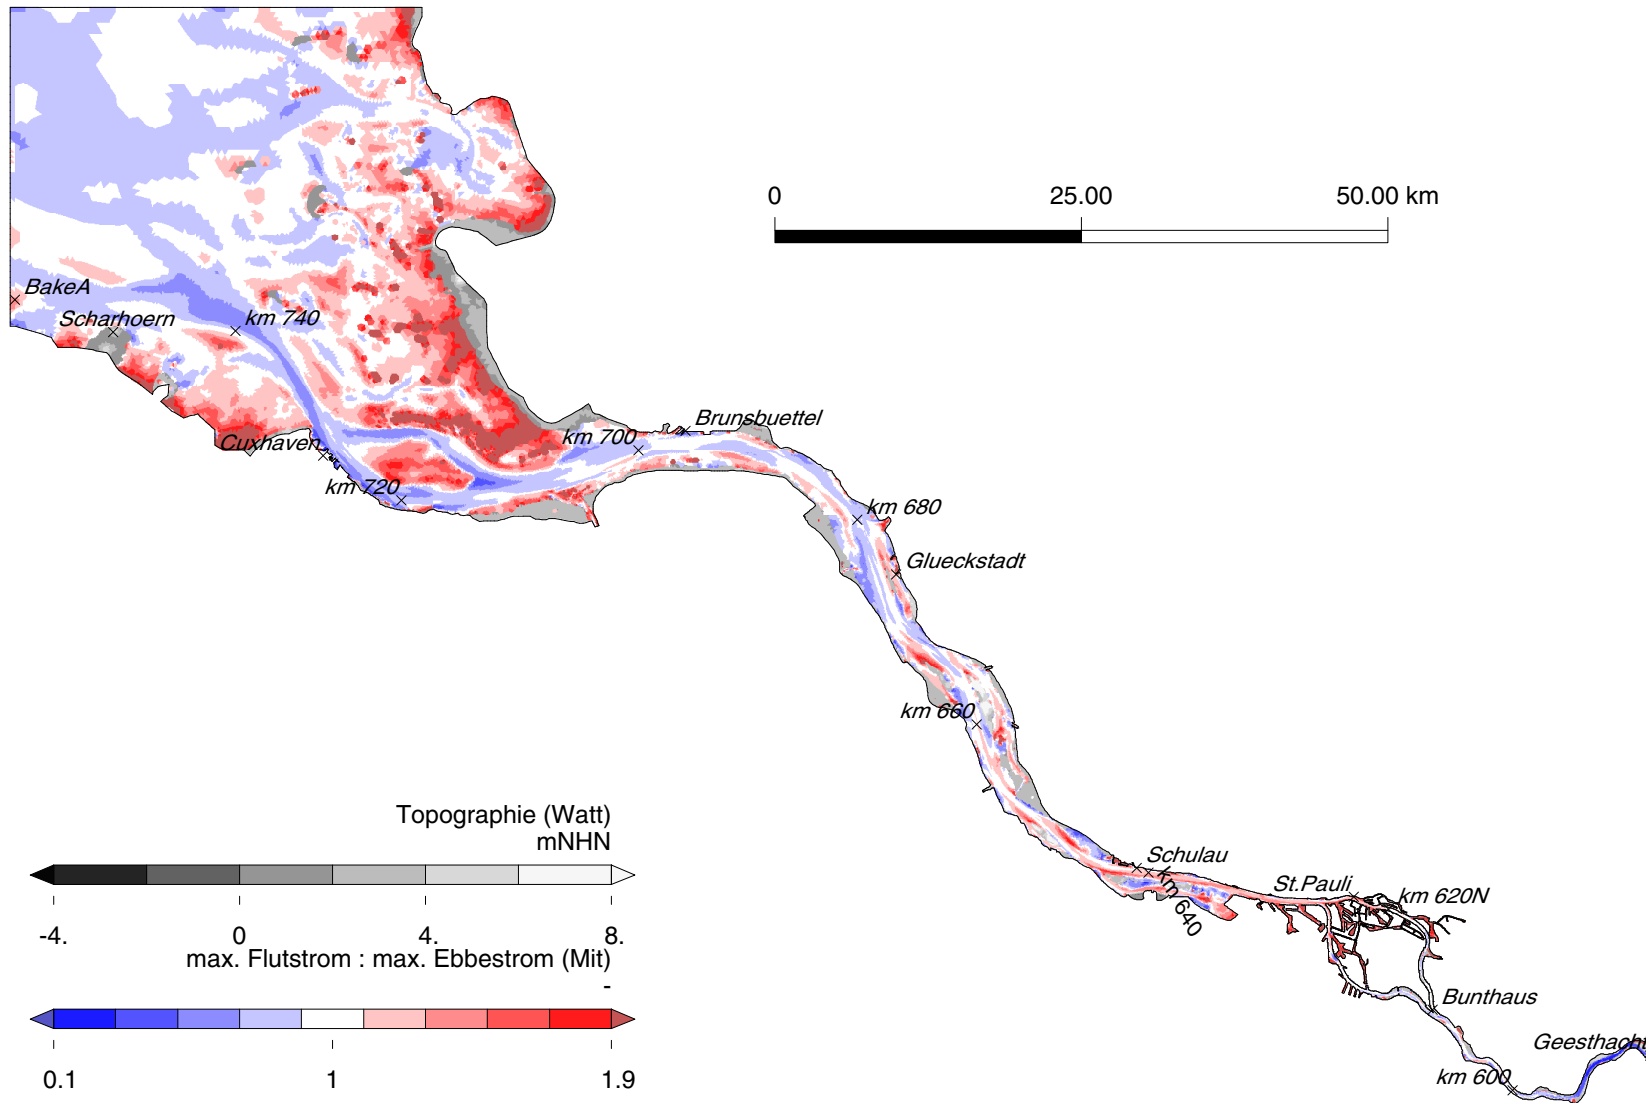 0 25.00 50.00 km
BakeA
Scharhoern
km 740
Cuxhaven
km 720
km 700
Brunsbuettel
km 680
Glueckstadt
km 660
Schulau
km 640
St.Pauli
km 620N
Bunthaus
Geesthacht
km 600
Topographie (Watt)
mNHN
-4. 0 4. 8.
max. Flutstrom : max. Ebbestrom (Mit)
-
0.1 1 1.9